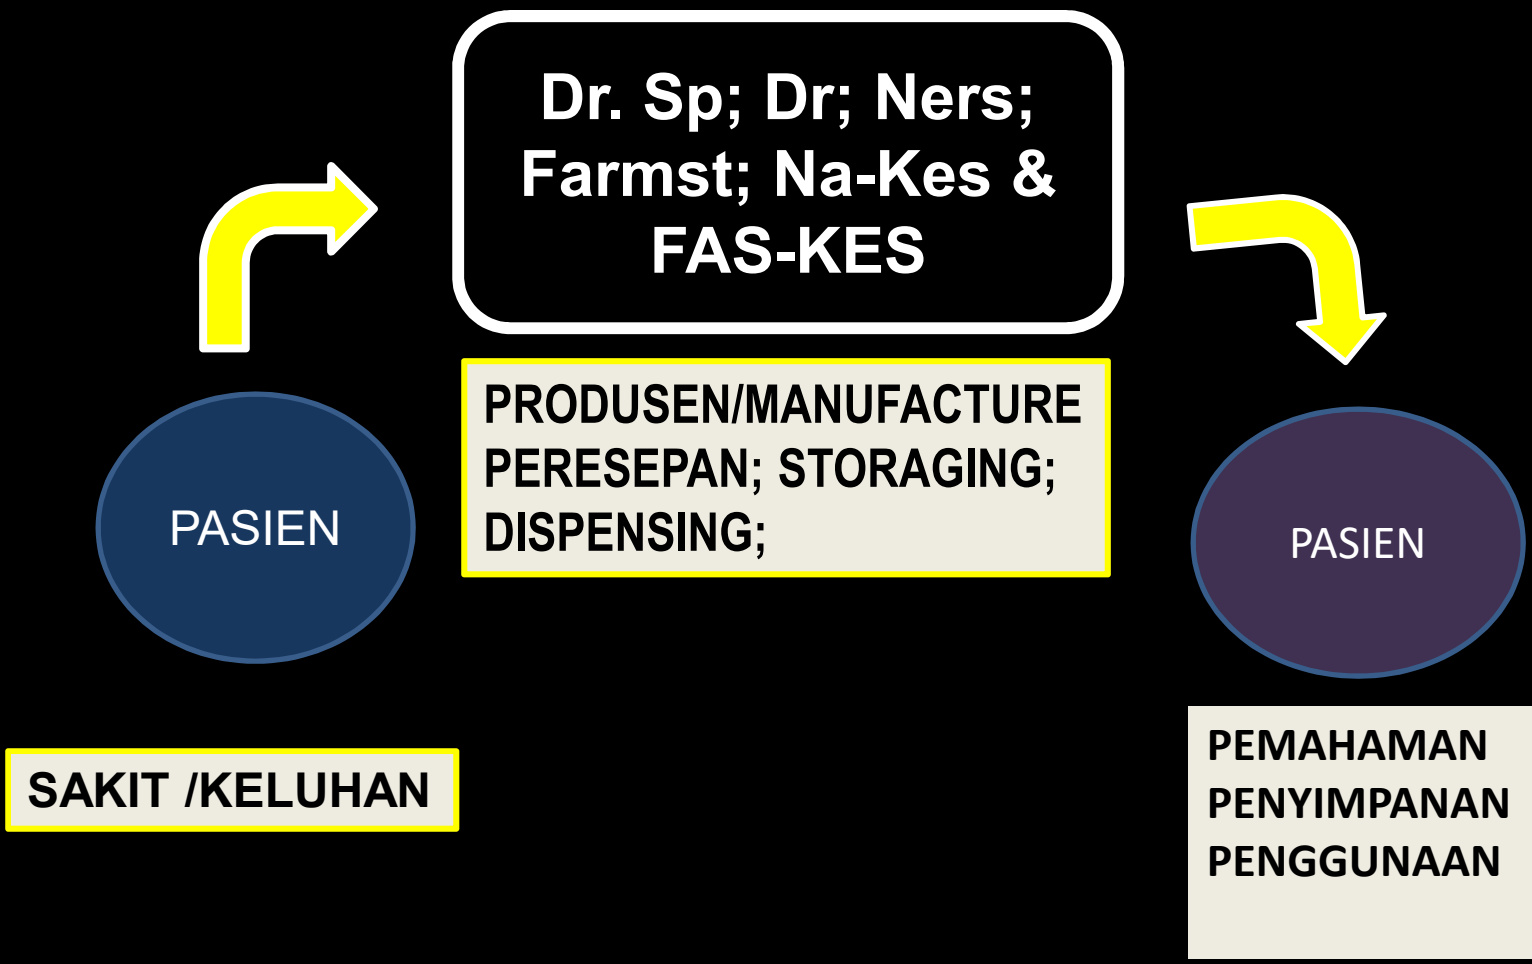 Dr. Sp; Dr; Ners;
Farmst; Na-Kes &
FAS-KES
PRODUSEN/MANUFACTURE
PERESEPAN; STORAGING;
DISPENSING;
PASIEN
PASIEN
SAKIT /KELUHAN
PEMAHAMAN
PENYIMPANAN
PENGGUNAAN